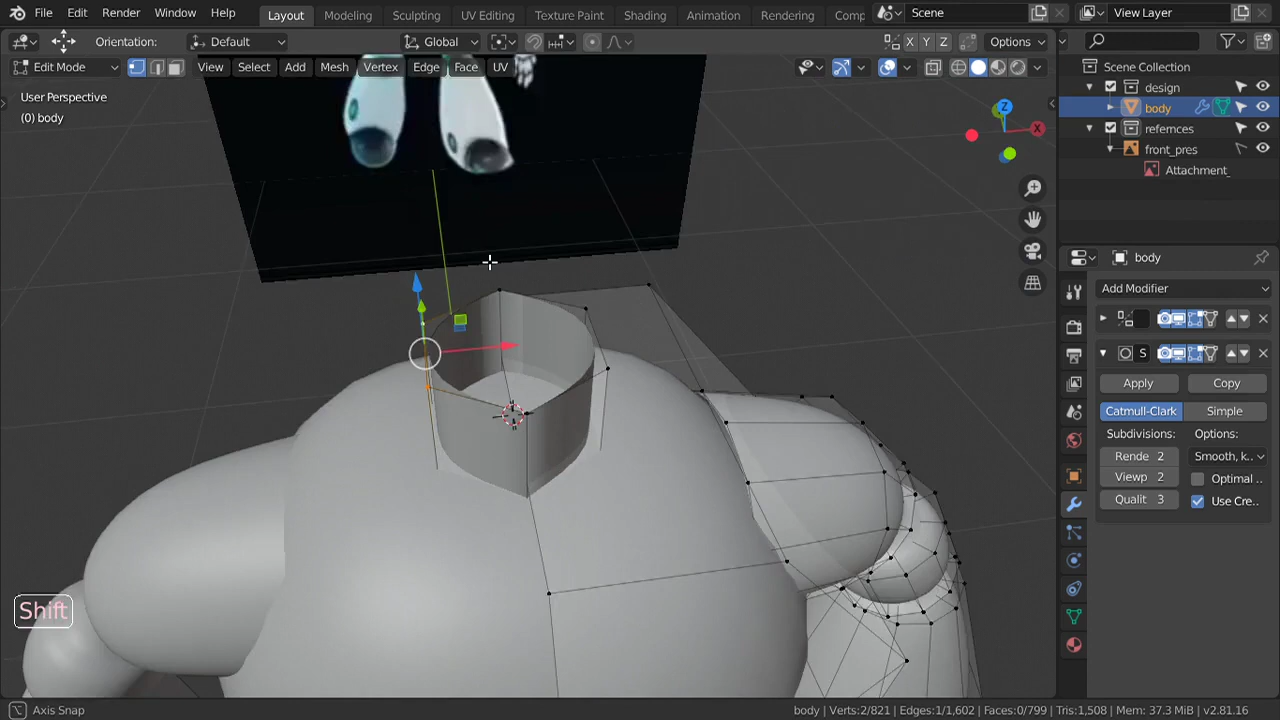 File Edit Render Window Help Layout Modeling Sculpting UV Editing Texture Paint Shading Animation Rendering Comp Scene View Layer
Orientation: Default Global X Y Z Options
Edit Mode View Select Add Mesh Vertex Edge Face UV
User Perspective
(0) body
Z
X
Scene Collection
design
body
refernces
front_pres
Attachment_
body
Add Modifier
S
Apply Copy
Catmull-Clark Simple
Subdivisions: Options:
Rende 2 Smooth, k..
Viewp 2 Optimal ..
Qualit 3 Use Cre..
Shift
Axis Snap body | Verts:2/821 | Edges:1/1,602 | Faces:0/799 | Tris:1,508 | Mem: 37.3 MiB | v2.81.16